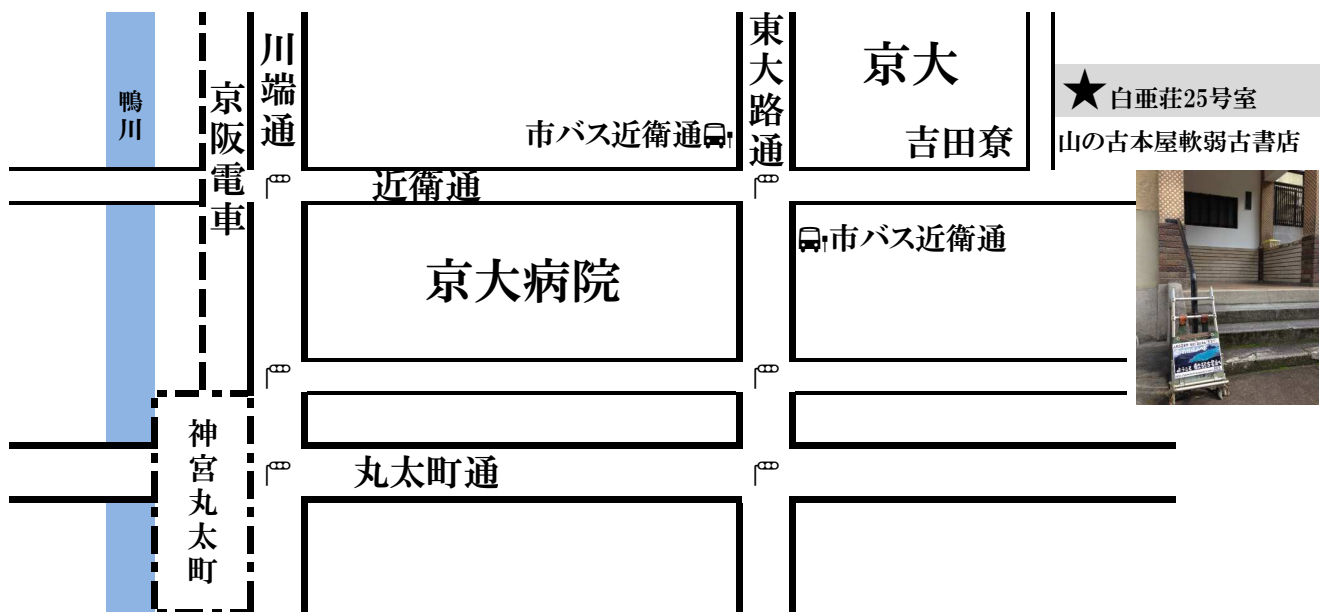 鴨川
京阪電車
川端通
東大路通
京大
吉田寮
★白亜荘25号室
山の古本屋軟弱古書店
市バス近衛通
近衛通
市バス近衛通
京大病院
神宮丸太町
丸太町通